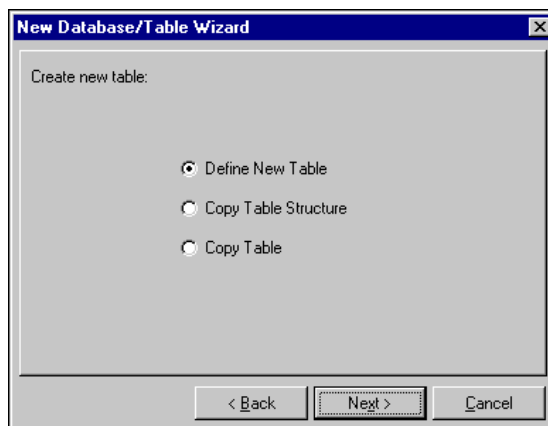 New Database/Table Wizard
Create new table:
Define New Table
Copy Table Structure
Copy Table
< Back Next > Cancel